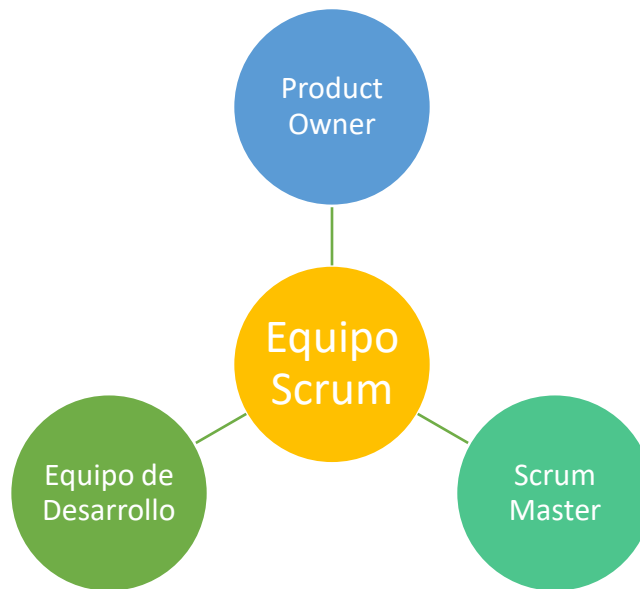 Product
Owner
Equipo
Scrum
Equipo de
Desarrollo
Scrum
Master